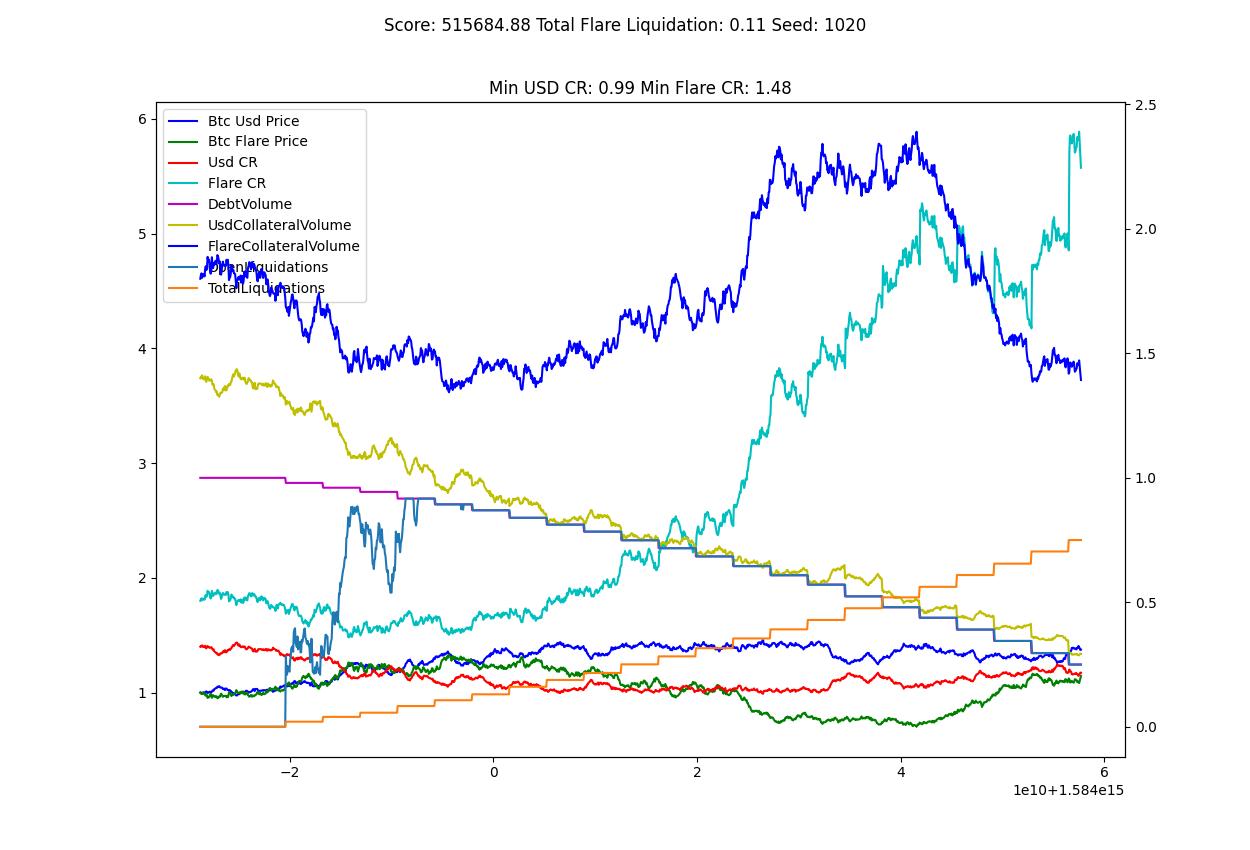 Score: 515684.88 Total Flare Liquidation: 0.11 Seed: 1020
Min USD CR: 0.99 Min Flare CR: 1.48
Btc Usd Price
Btc Flare Price
Usd CR
Flare CR
DebtVolume
UsdCollateralVolume
FlareCollateralVolume
OpenLiquidations
TotalLiquidations
6
5
4
3
2
1
2.5
2.0
1.5
1.0
0.5
0.0
−2 0 2 4 6
1e10+1.584e15